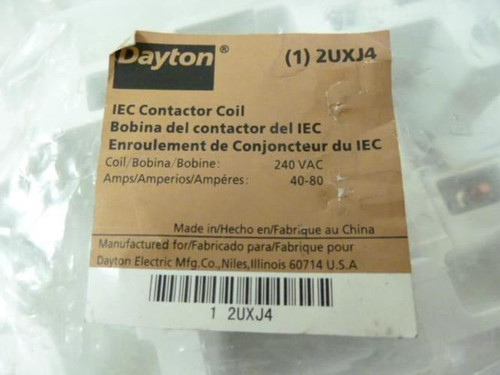 Dayton® (1) 2UXJ4
IEC Contactor Coil
Bobina del contactor del IEC
Enroulement de Conjoncteur du IEC
Coil/Bobina/Bobine: 240 VAC
Amps/Amperios/Ampéres: 40-80
Made in/Hecho en/Fabrique au China
Manufactured for/Fabricado para/Fabrique pour
Dayton Electric Mfg.Co.,Niles,Illinois 60714 U.S.A
1 2UXJ4